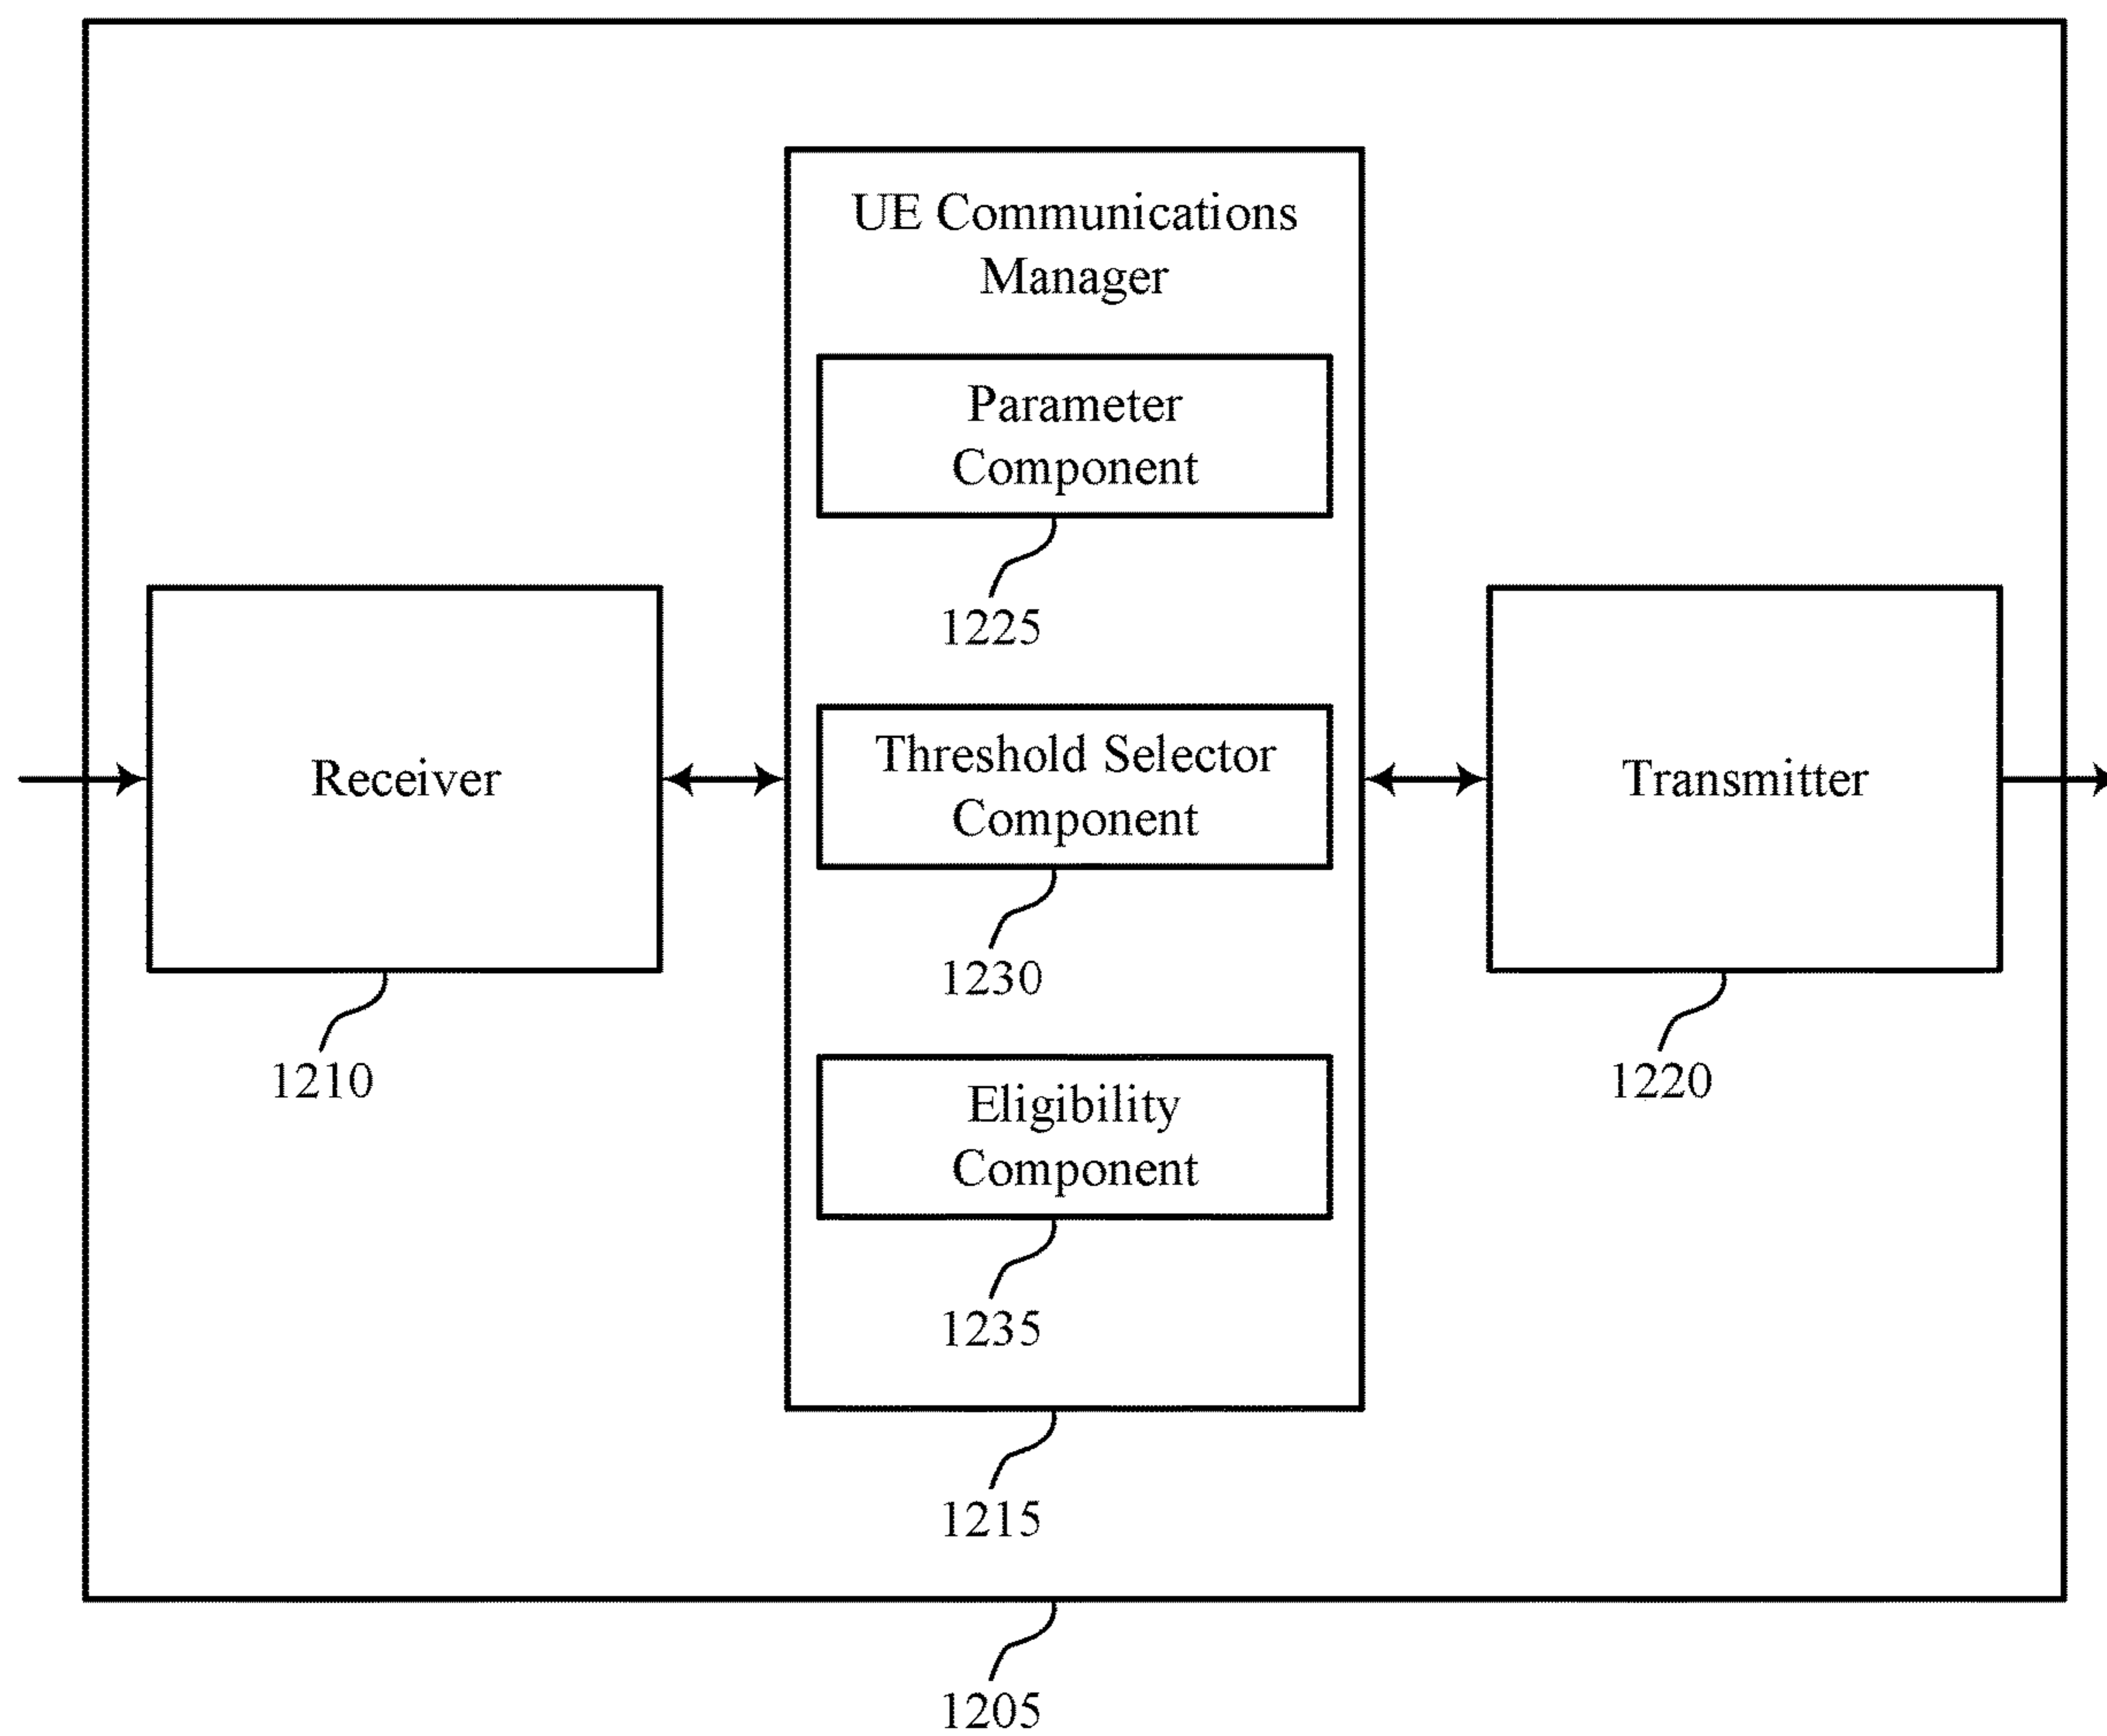 UE Communications
Manager
Parameter
Component
1225
Receiver
1210
Threshold Selector
Component
1230
Transmitter
1220
Eligibility
Component
1235
1215
1205